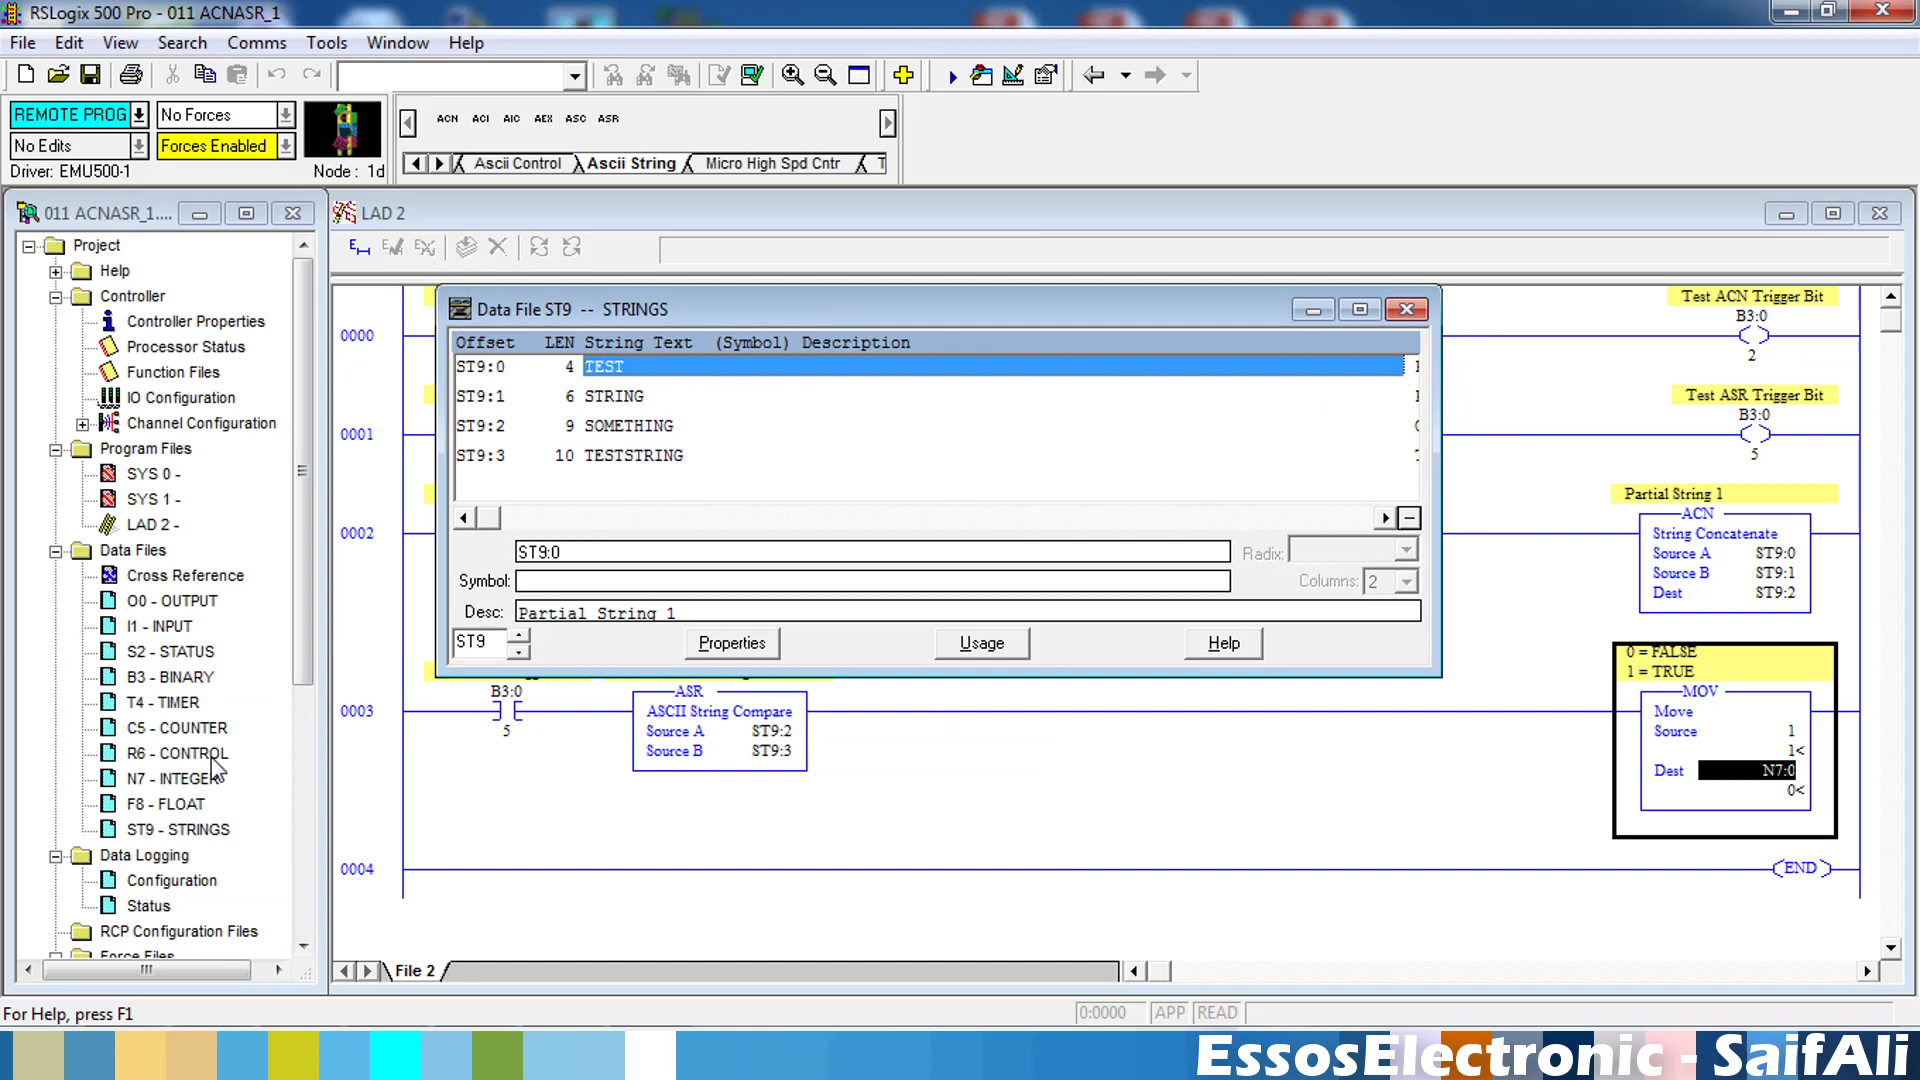 RSLogix 500 Pro - 011 ACNASR_1
File Edit View Search Comms Tools Window Help
REMOTE PROG No Forces
No Edits Forces Enabled
Driver: EMU500-1 Node : 1d
ACN ACI AIC AEX ASC ASR
Ascii Control Ascii String Micro High Spd Cntr T
011 ACNASR_1....
Project
Help
Controller
Controller Properties
Processor Status
Function Files
IO Configuration
Channel Configuration
Program Files
SYS 0 -
SYS 1 -
LAD 2 -
Data Files
Cross Reference
O0 - OUTPUT
I1 - INPUT
S2 - STATUS
B3 - BINARY
T4 - TIMER
C5 - COUNTER
R6 - CONTROL
N7 - INTEGER
F8 - FLOAT
ST9 - STRINGS
Data Logging
Configuration
Status
RCP Configuration Files
Force Files
LAD 2
Data File ST9 -- STRINGS
Offset LEN String Text (Symbol) Description
ST9:0 4 TEST
ST9:1 6 STRING
ST9:2 9 SOMETHING
ST9:3 10 TESTSTRING
ST9:0 Radix:
Symbol: Columns: 2
Desc: Partial String 1
ST9 Properties Usage Help
0000
Test ACN Trigger Bit
B3:0
2
0001
Test ASR Trigger Bit
B3:0
5
0002
Partial String 1
ACN
String Concatenate
Source A ST9:0
Source B ST9:1
Dest ST9:2
0003
B3:0
5
ASR
ASCII String Compare
Source A ST9:2
Source B ST9:3
0 = FALSE
1 = TRUE
MOV
Move
Source 1
1<
Dest N7:0
0<
0004
END
File 2
For Help, press F1
0:0000 APP READ
EssosElectronic - SaifAli